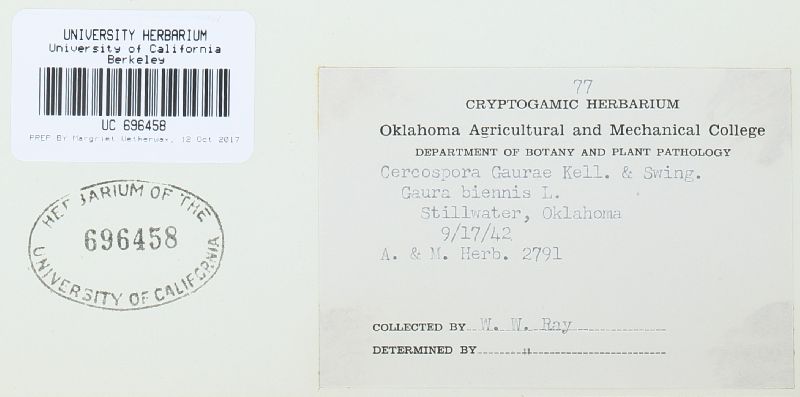 UNIVERSITY HERBARIUM
University of California
Berkeley
UC 696458
PREP BY Margriet Wetherwax, 12 Oct 2017
HERBARIUM OF THE
696458
UNIVERSITY OF CALIFORNIA
77
CRYPTOGAMIC HERBARIUM
Oklahoma Agricultural and Mechanical College
DEPARTMENT OF BOTANY AND PLANT PATHOLOGY
Cercospora Gaurae Kell. & Swing.
Gaura biennis L.
Stillwater, Oklahoma
9/17/42
A. & M. Herb. 2791
COLLECTED BY W. W. Ray
DETERMINED BY "